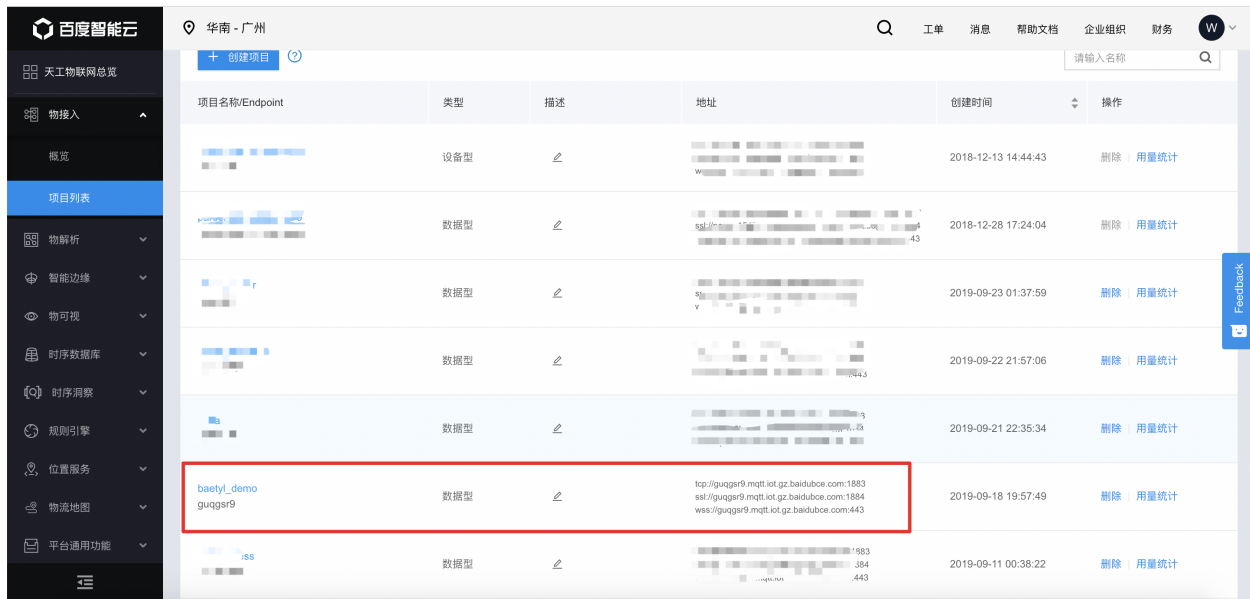 百度智能云
华南 - 广州
工单
消息
帮助文档
企业组织
财务
W
天工物联网总览
物接入
概览
项目列表
物解析
智能边缘
物可视
时序数据库
时序洞察
规则引擎
位置服务
物流地图
平台通用功能
+ 创建项目
?
请输入名称
项目名称/Endpoint 类型 描述 地址 创建时间 操作
设备型 2018-12-13 14:44:43 删除 用量统计
数据型 2018-12-28 17:24:04 删除 用量统计
数据型 2019-09-23 01:37:59 删除 用量统计
数据型 2019-09-22 21:57:06 删除 用量统计
数据型 2019-09-21 22:35:34 删除 用量统计
baetyl_demo
guqgsr9
数据型
tcp://guqgsr9.mqtt.iot.gz.baidubce.com:1883
ssl://guqgsr9.mqtt.iot.gz.baidubce.com:1884
wss://guqgsr9.mqtt.iot.gz.baidubce.com:443
2019-09-18 19:57:49 删除 用量统计
数据型 2019-09-11 00:38:22 删除 用量统计
Feedback